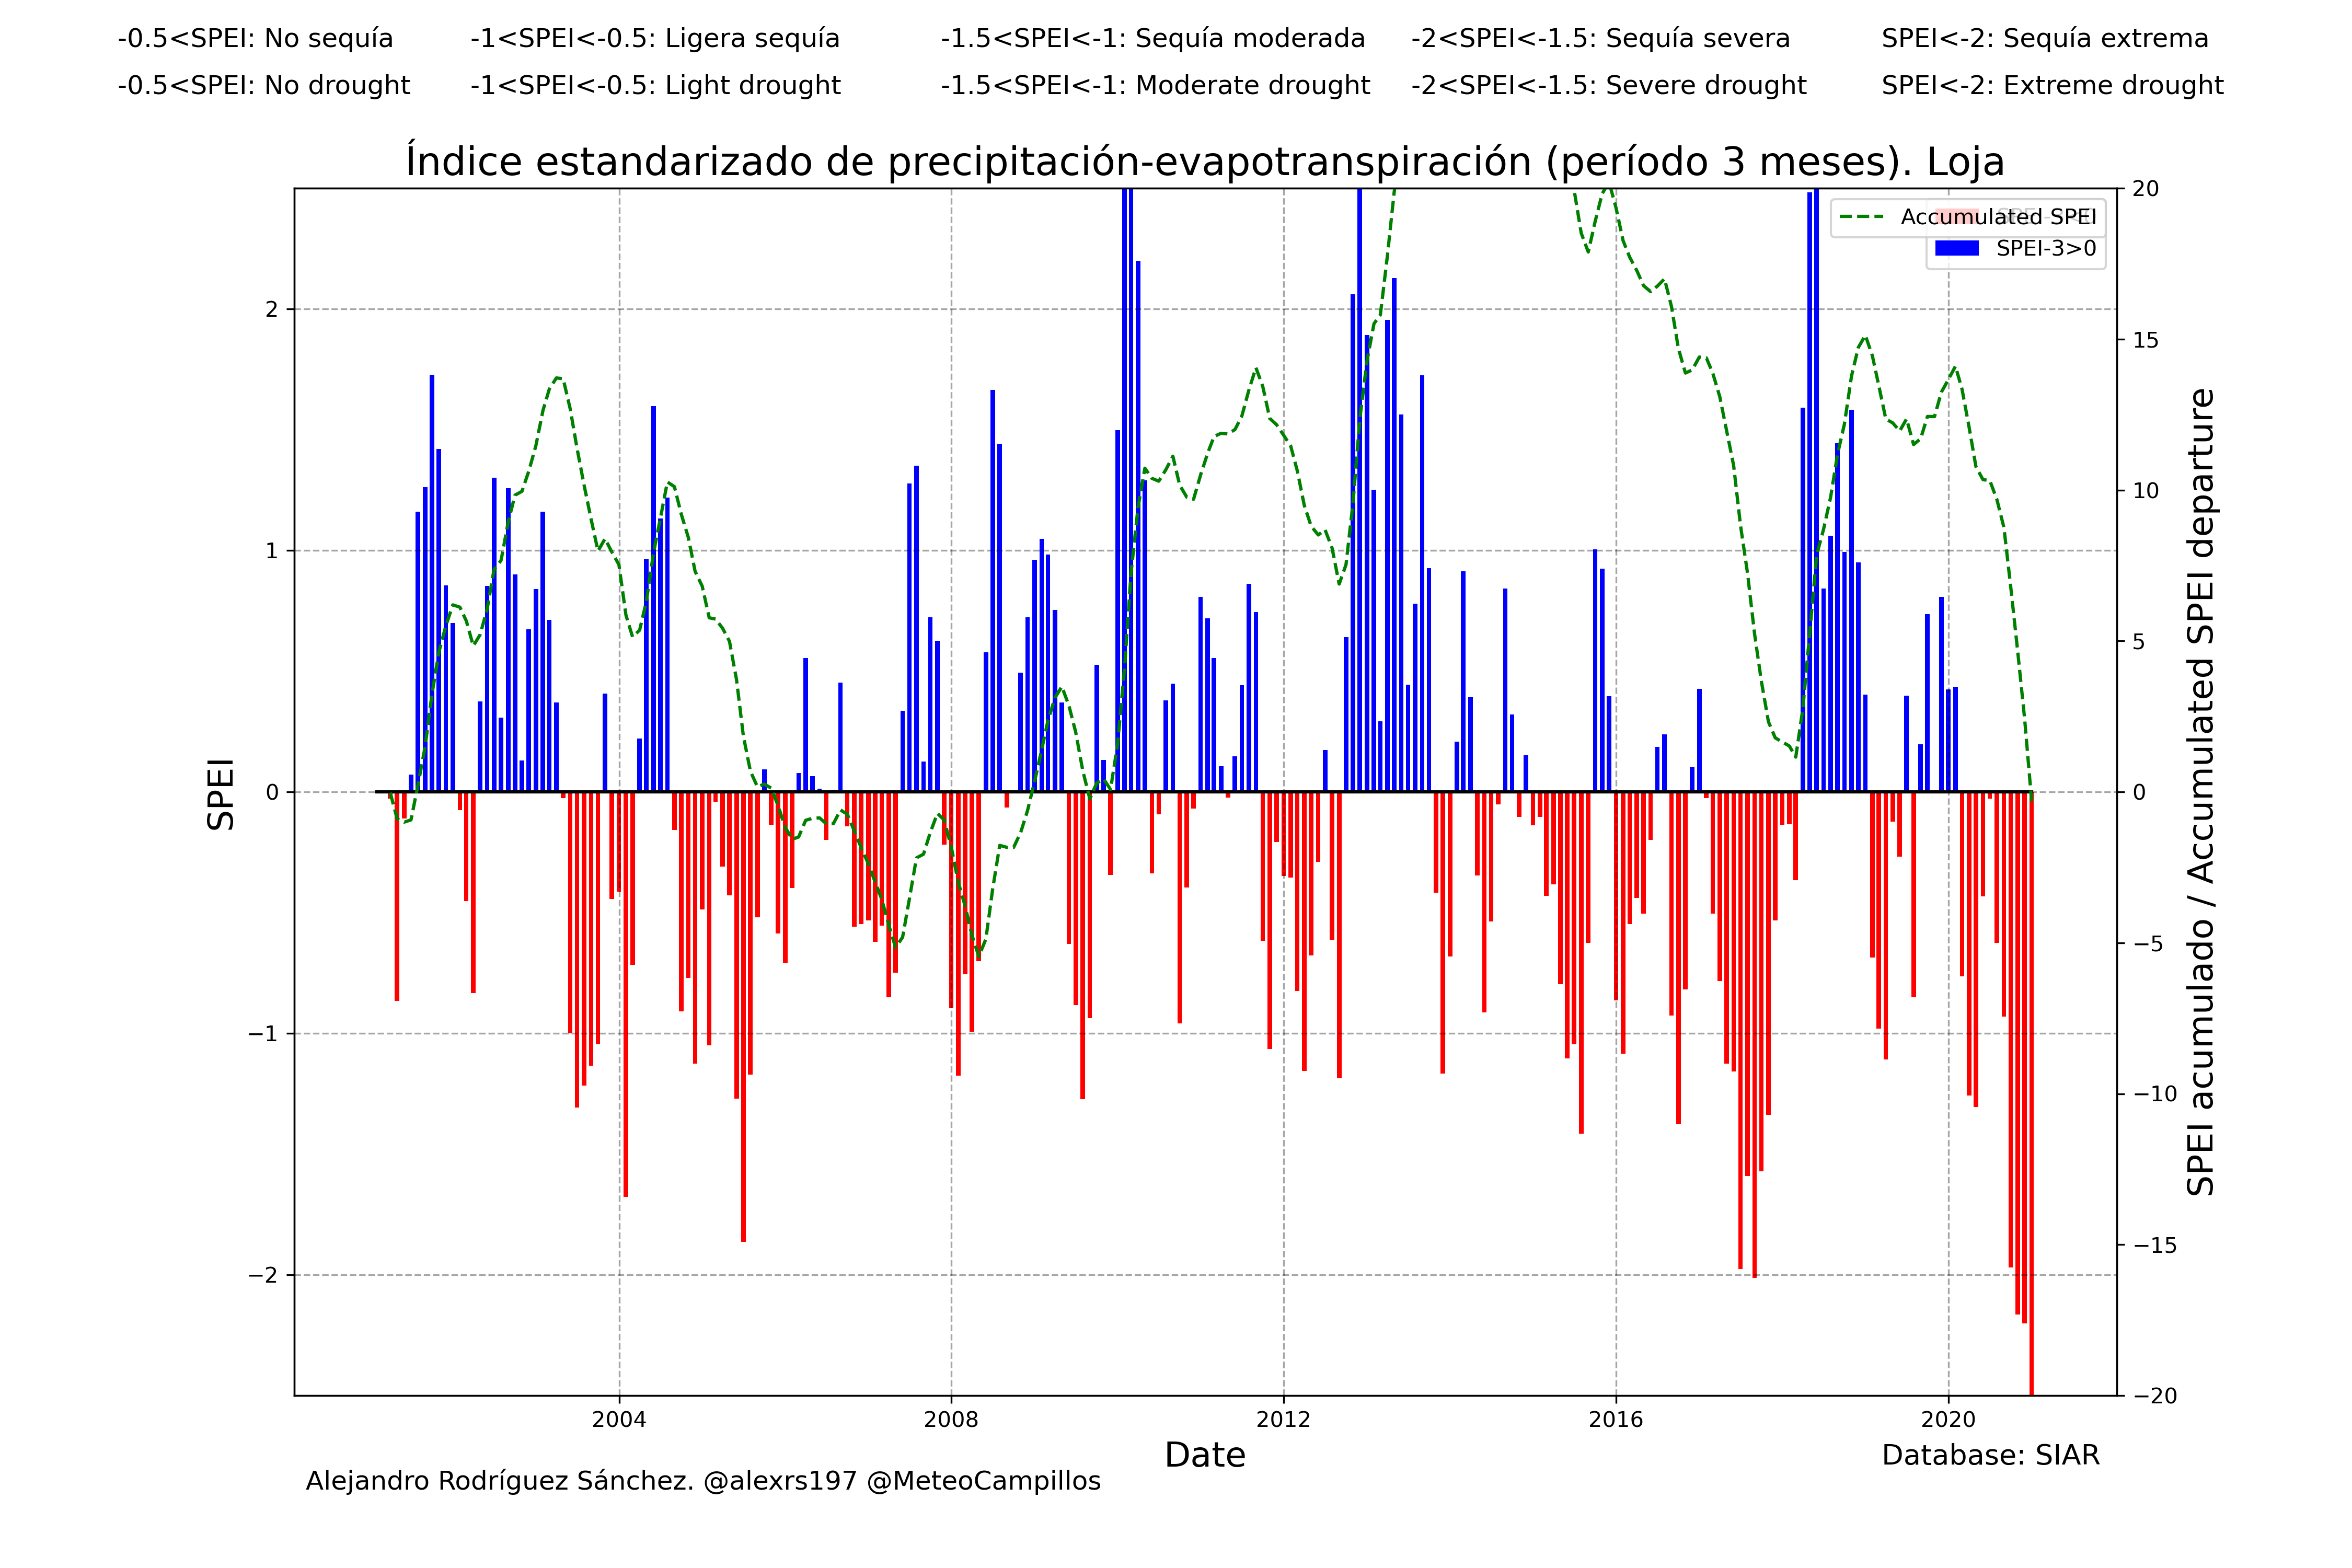 -0.5<SPEI: No sequía
-1<SPEI<-0.5: Ligera sequía
-1.5<SPEI<-1: Sequía moderada
-2<SPEI<-1.5: Sequía severa
SPEI<-2: Sequía extrema
-0.5<SPEI: No drought
-1<SPEI<-0.5: Light drought
-1.5<SPEI<-1: Moderate drought
-2<SPEI<-1.5: Severe drought
SPEI<-2: Extreme drought
Índice estandarizado de precipitación-evapotranspiración (período 3 meses). Loja
Accumulated SPEI
SPEI-3>0
SPEI
2
1
0
−1
−2
20
15
10
5
0
−5
−10
−15
−20
SPEI acumulado / Accumulated SPEI departure
2004
2008
2012
2016
2020
Date
Database: SIAR
Alejandro Rodríguez Sánchez. @alexrs197 @MeteoCampillos